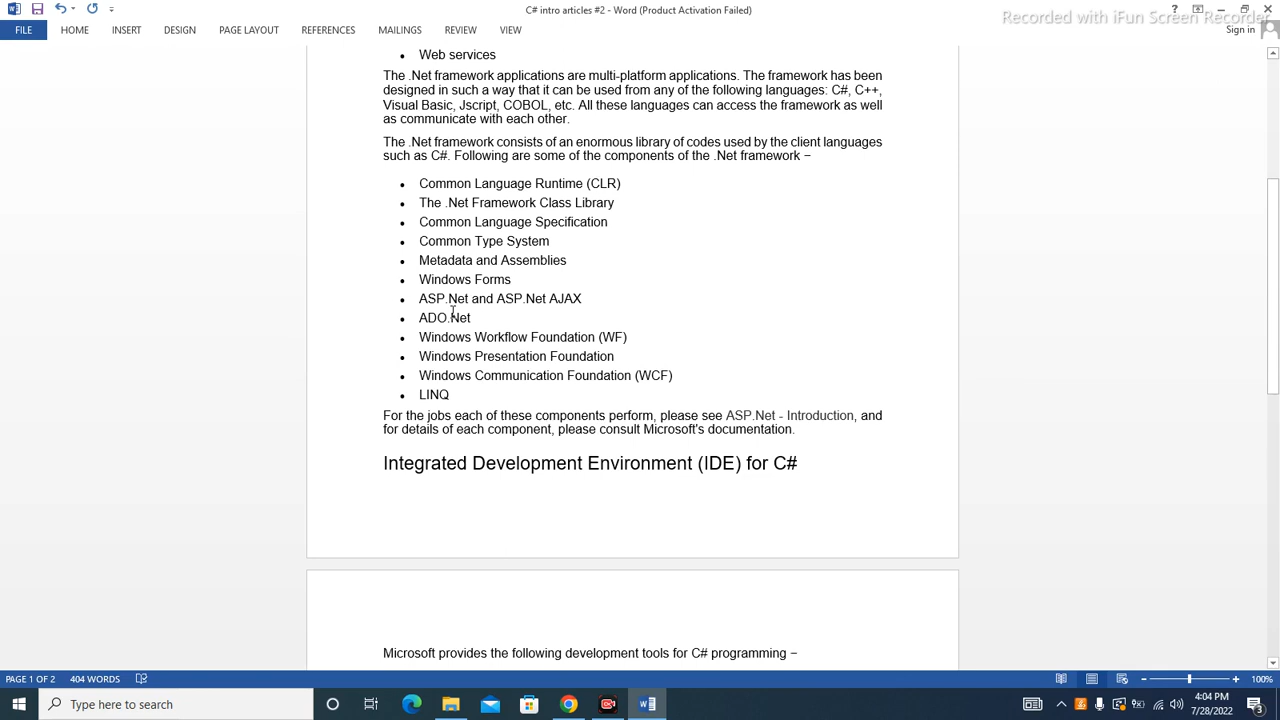 C# intro articles #2 - Word (Product Activation Failed)
Recorded with iFun Screen Recorder
FILE HOME INSERT DESIGN PAGE LAYOUT REFERENCES MAILINGS REVIEW VIEW Sign in
• Web services
The .Net framework applications are multi-platform applications. The framework has been
designed in such a way that it can be used from any of the following languages: C#, C++,
Visual Basic, Jscript, COBOL, etc. All these languages can access the framework as well
as communicate with each other.
The .Net framework consists of an enormous library of codes used by the client languages
such as C#. Following are some of the components of the .Net framework −
• Common Language Runtime (CLR)
• The .Net Framework Class Library
• Common Language Specification
• Common Type System
• Metadata and Assemblies
• Windows Forms
• ASP.Net and ASP.Net AJAX
• ADO.Net
• Windows Workflow Foundation (WF)
• Windows Presentation Foundation
• Windows Communication Foundation (WCF)
• LINQ
For the jobs each of these components perform, please see ASP.Net - Introduction, and
for details of each component, please consult Microsoft's documentation.
Integrated Development Environment (IDE) for C#
Microsoft provides the following development tools for C# programming −
PAGE 1 OF 2 404 WORDS 100%
Type here to search
4:04 PM
7/28/2022
3